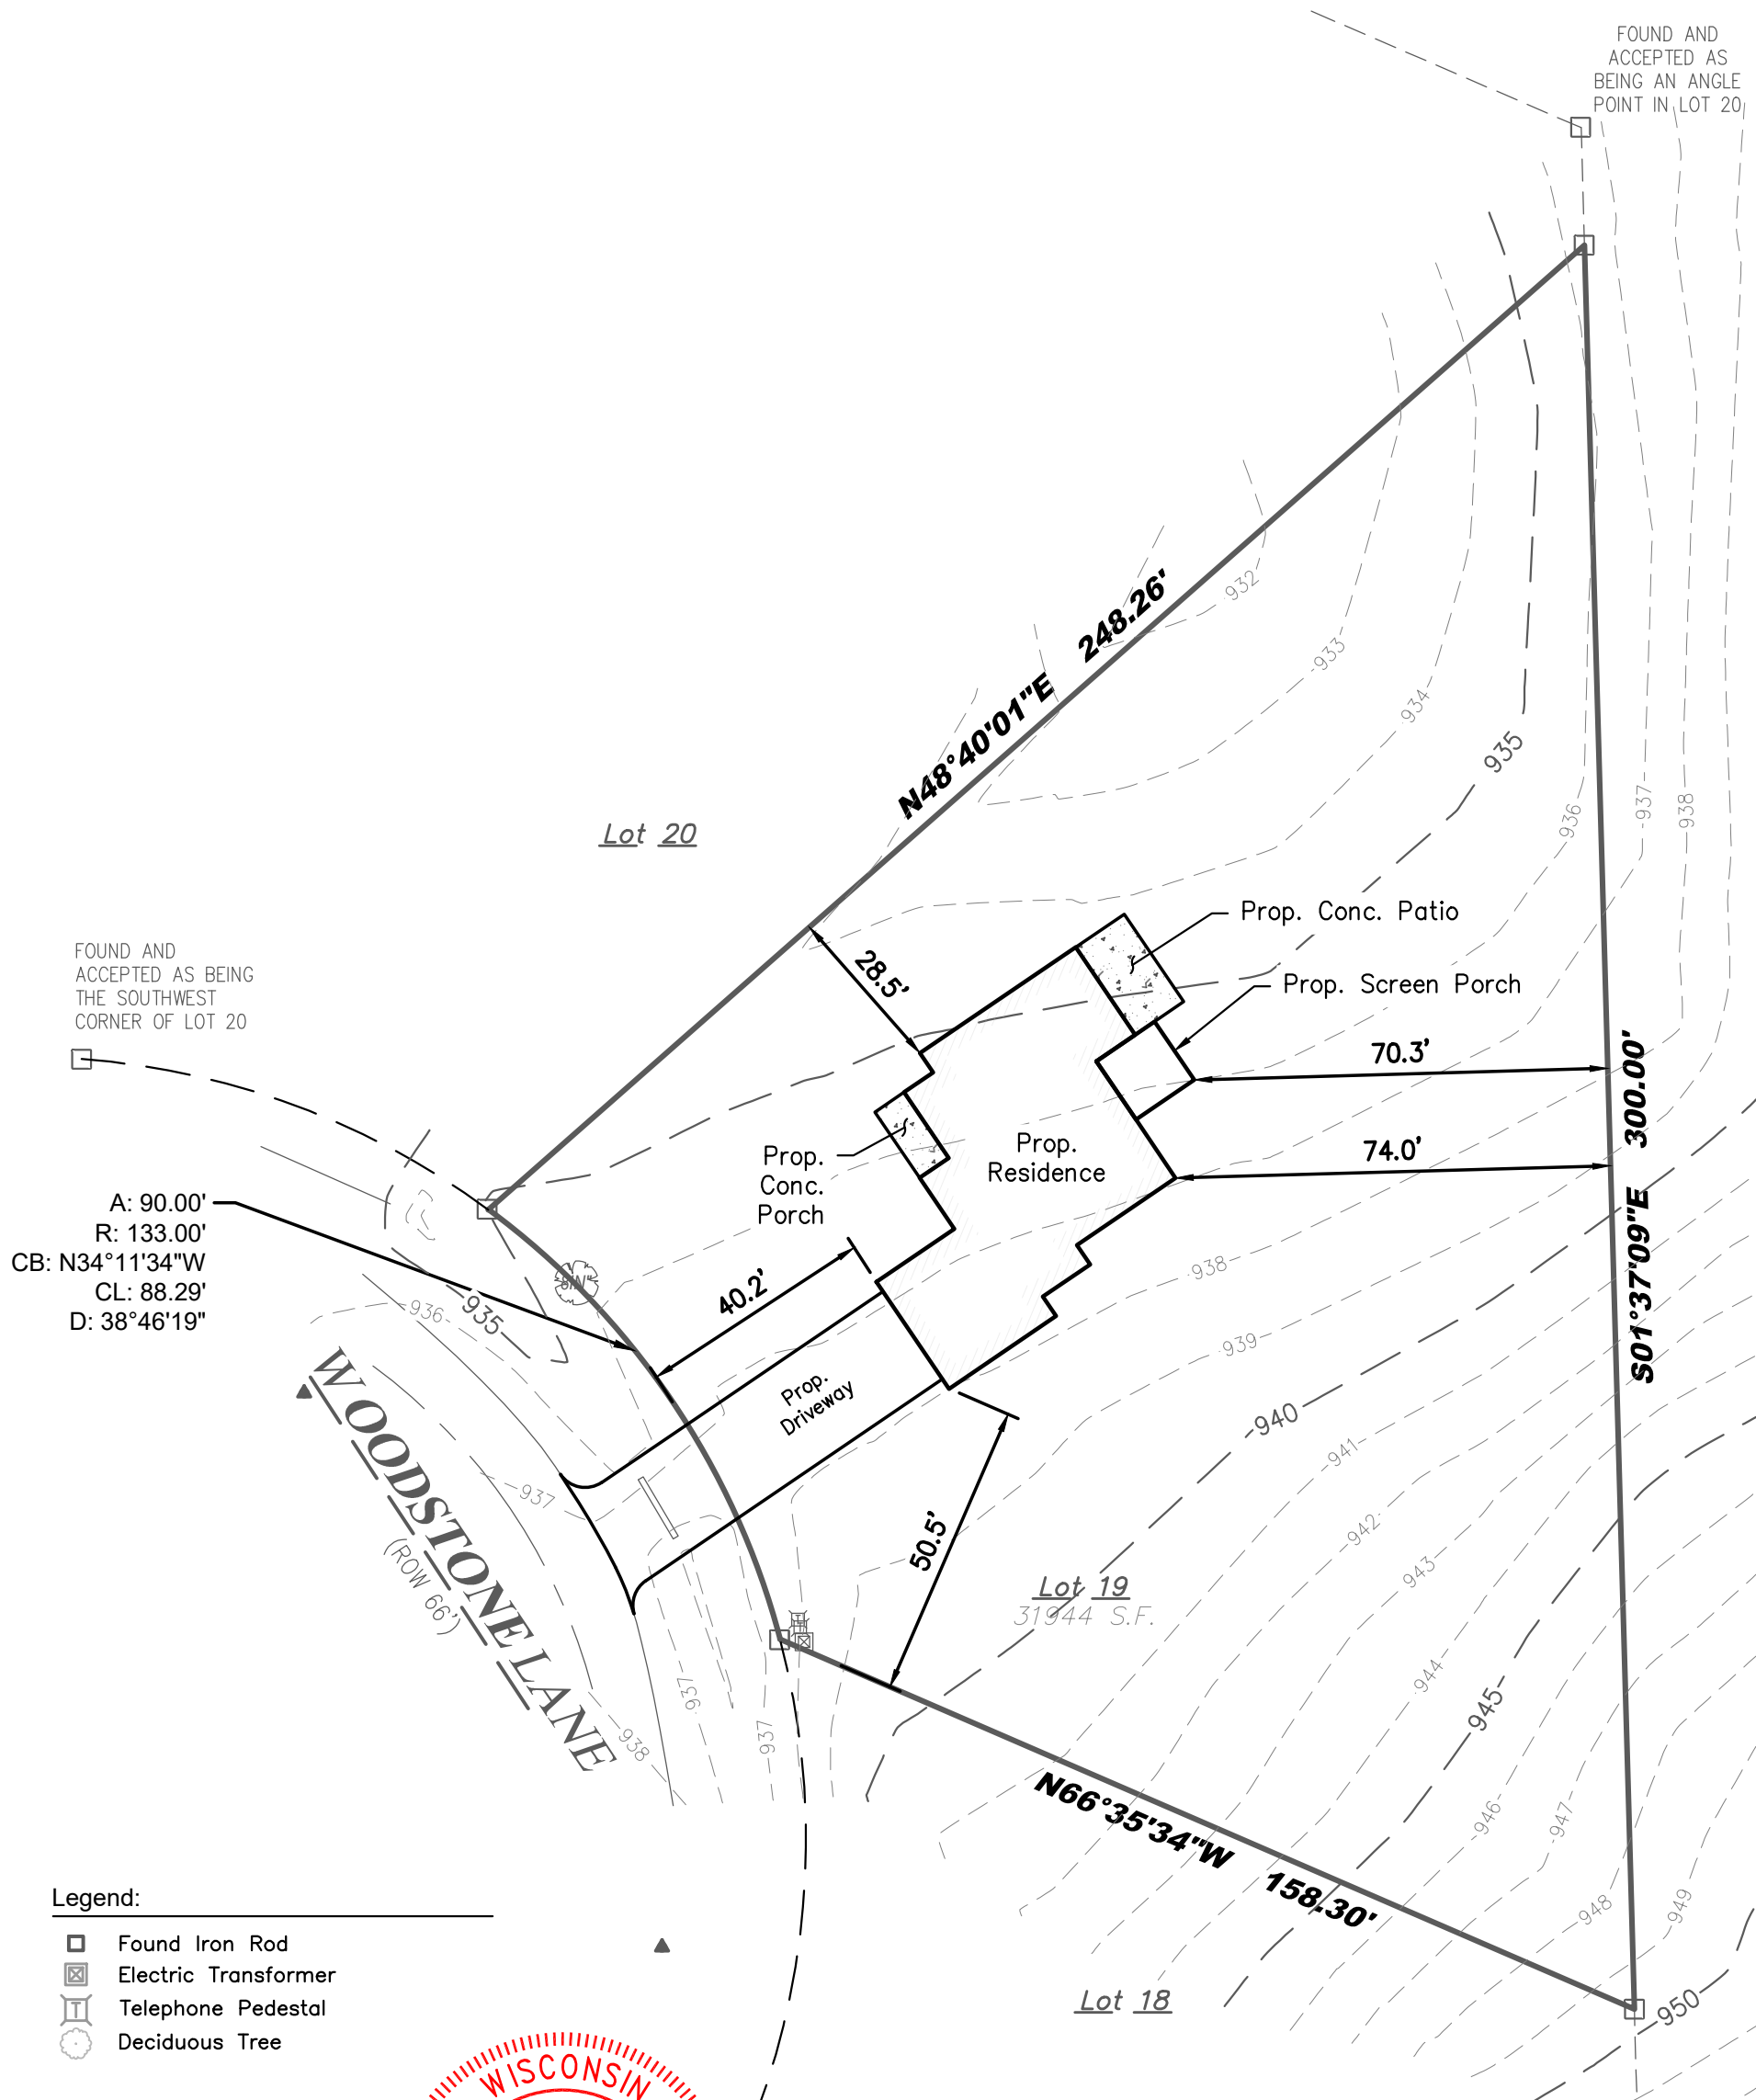 FOUND AND
ACCEPTED AS
BEING AN ANGLE
POINT IN LOT 20
N48°40'01"E 248.26'
932
933
934
935
936
937
938
Lot 20
FOUND AND
ACCEPTED AS BEING
THE SOUTHWEST
CORNER OF LOT 20
28.5'
Prop. Conc. Patio
Prop. Screen Porch
70.3'
74.0'
S01°37'09"E 300.00'
Prop.
Residence
Prop.
Conc.
Porch
A: 90.00'
R: 133.00'
CB: N34°11'34"W
CL: 88.29'
D: 38°46'19"
40.2'
936
935
938
939
940
941
942
943
944
945
946
947
948
949
950
Prop.
Driveway
WOODSTONE LANE
(ROW 66')
937
938
937
937
50.5'
Lot 19
31944 S.F.
N66°35'34"W 158.30'
Lot 18
Legend:
Found Iron Rod
Electric Transformer
T Telephone Pedestal
Deciduous Tree
WISCONSIN